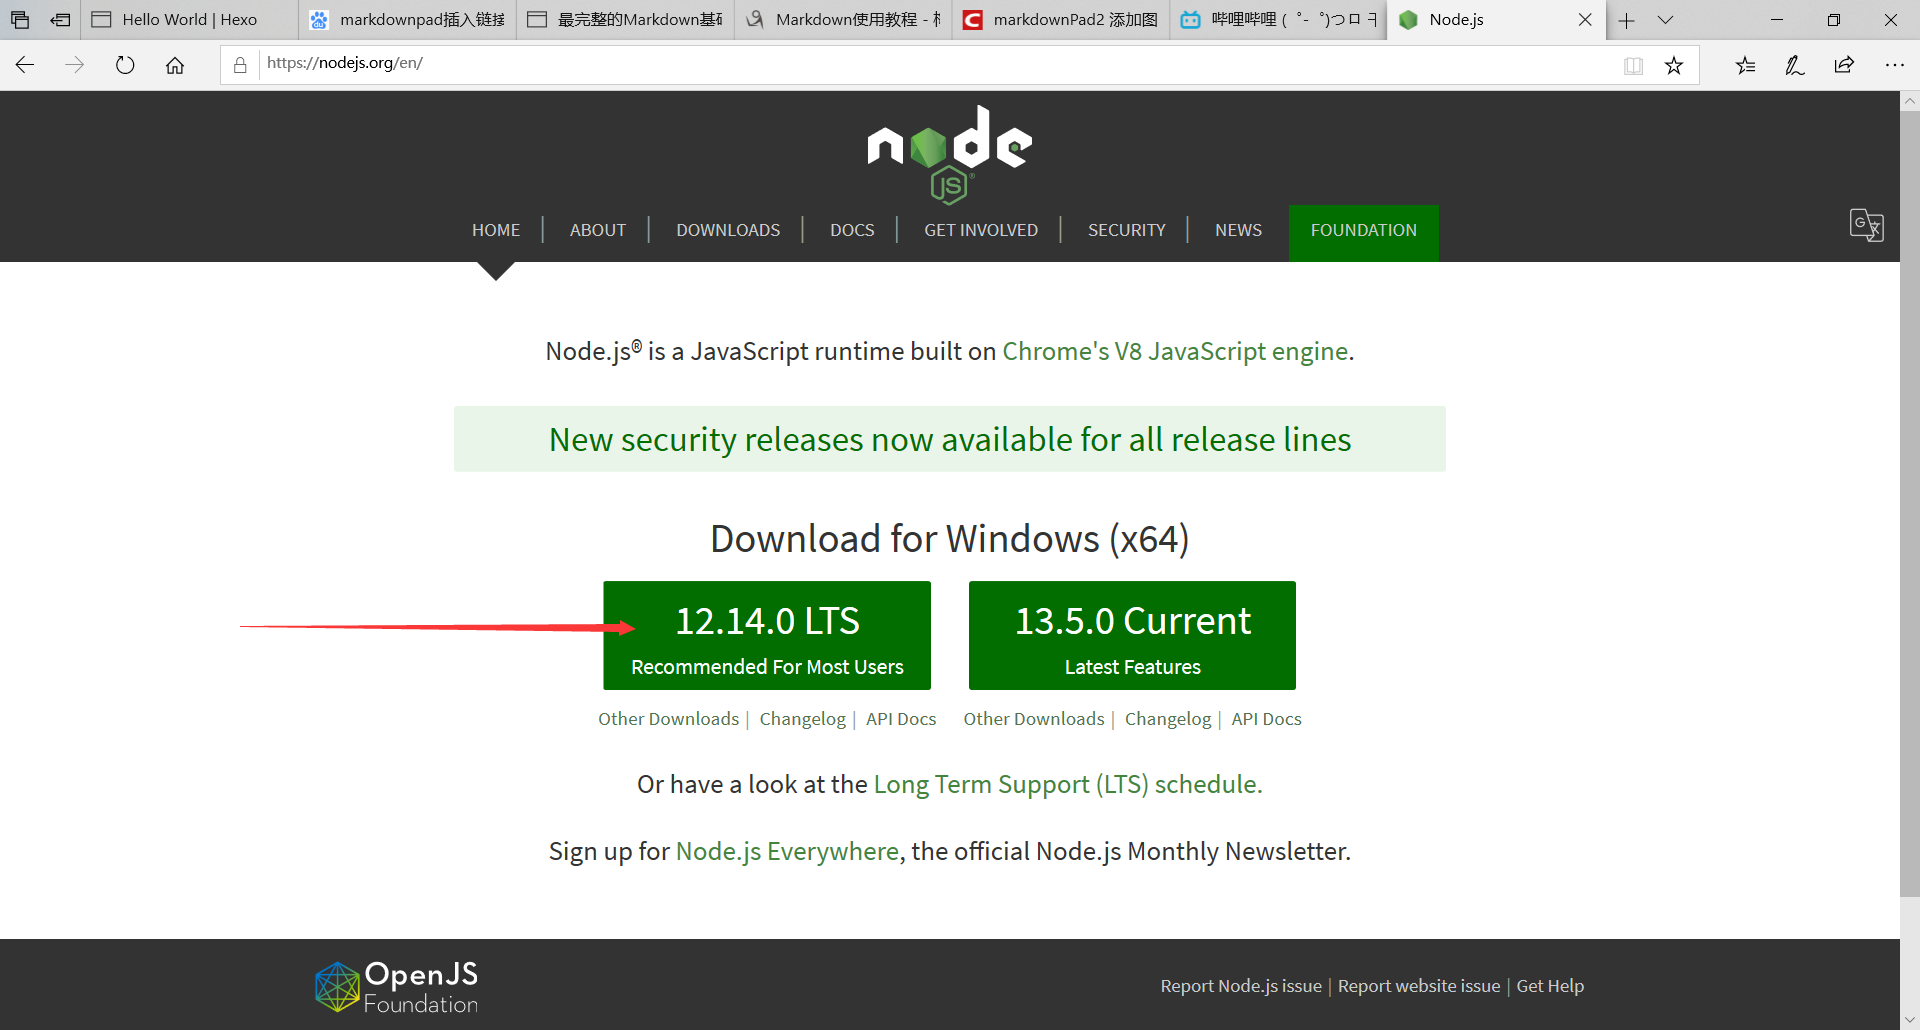 Hello World | Hexo
markdownpad插入链接
最完整的Markdown基础
Markdown使用教程 -
markdownPad2 添加图
哔哩哔哩 ( ゜- ゜)つロ
Node.js
https://nodejs.org/en/
node
JS
HOME
ABOUT
DOWNLOADS
DOCS
GET INVOLVED
SECURITY
NEWS
FOUNDATION
Node.js® is a JavaScript runtime built on Chrome's V8 JavaScript engine.
New security releases now available for all release lines
Download for Windows (x64)
12.14.0 LTS
Recommended For Most Users
13.5.0 Current
Latest Features
Other Downloads | Changelog | API Docs
Other Downloads | Changelog | API Docs
Or have a look at the Long Term Support (LTS) schedule.
Sign up for Node.js Everywhere, the official Node.js Monthly Newsletter.
OpenJS
Foundation
Report Node.js issue | Report website issue | Get Help